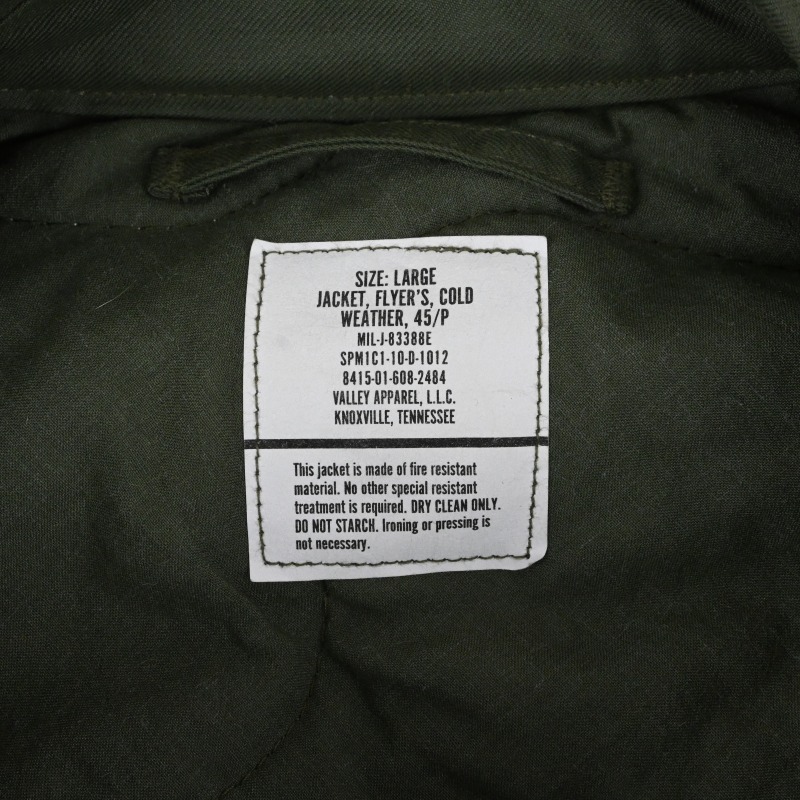 SIZE: LARGE
JACKET, FLYER'S, COLD
WEATHER, 45/P
MIL-J-83388E
SPM1C1-10-D-1012
8415-01-608-2484
VALLEY APPAREL, L.L.C.
KNOXVILLE, TENNESSEE
This jacket is made of fire resistant
material. No other special resistant
treatment is required. DRY CLEAN ONLY.
DO NOT STARCH. Ironing or pressing is
not necessary.